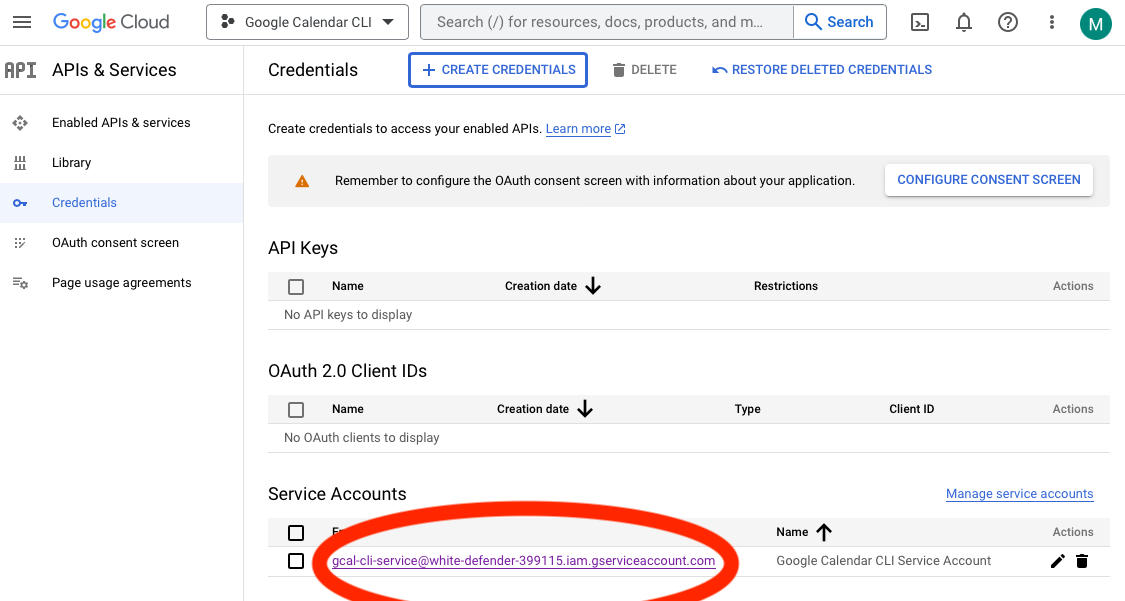 Google Cloud
Google Calendar CLI
Search (/) for resources, docs, products, and m...
Search
M
API
APIs & Services
Credentials
CREATE CREDENTIALS
DELETE
RESTORE DELETED CREDENTIALS
Enabled APIs & services
Library
Credentials
OAuth consent screen
Page usage agreements
Create credentials to access your enabled APIs. Learn more
Remember to configure the OAuth consent screen with information about your application.
CONFIGURE CONSENT SCREEN
API Keys
Name Creation date Restrictions Actions
No API keys to display
OAuth 2.0 Client IDs
Name Creation date Type Client ID Actions
No OAuth clients to display
Service Accounts
Manage service accounts
Name Actions
gcal-cli-service@white-defender-399115.iam.gserviceaccount.com Google Calendar CLI Service Account